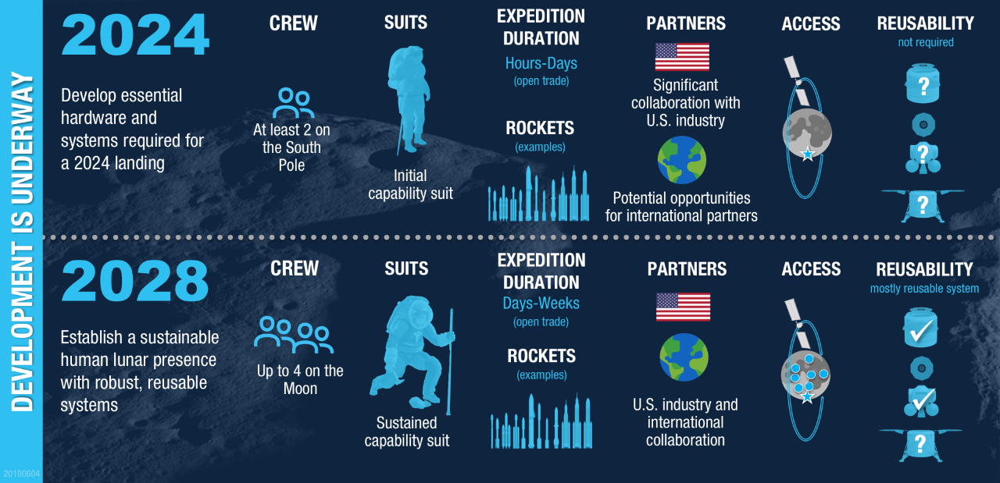 DEVELOPMENT IS UNDERWAY
2024
Develop essential
hardware and
systems required for
a 2024 landing
CREW
At least 2 on
the South
Pole
SUITS
Initial
capability suit
EXPEDITION
DURATION
Hours-Days
(open trade)
ROCKETS
(examples)
PARTNERS
Significant
collaboration with
U.S. industry
Potential opportunities
for international partners
ACCESS
REUSABILITY
not required
?
?
?
2028
Establish a sustainable
human lunar presence
with robust, reusable
systems
CREW
Up to 4 on the
Moon
SUITS
Sustained
capability suit
EXPEDITION
DURATION
Days-Weeks
(open trade)
ROCKETS
(examples)
PARTNERS
U.S. industry and
international
collaboration
ACCESS
REUSABILITY
mostly reusable system
?
20190604